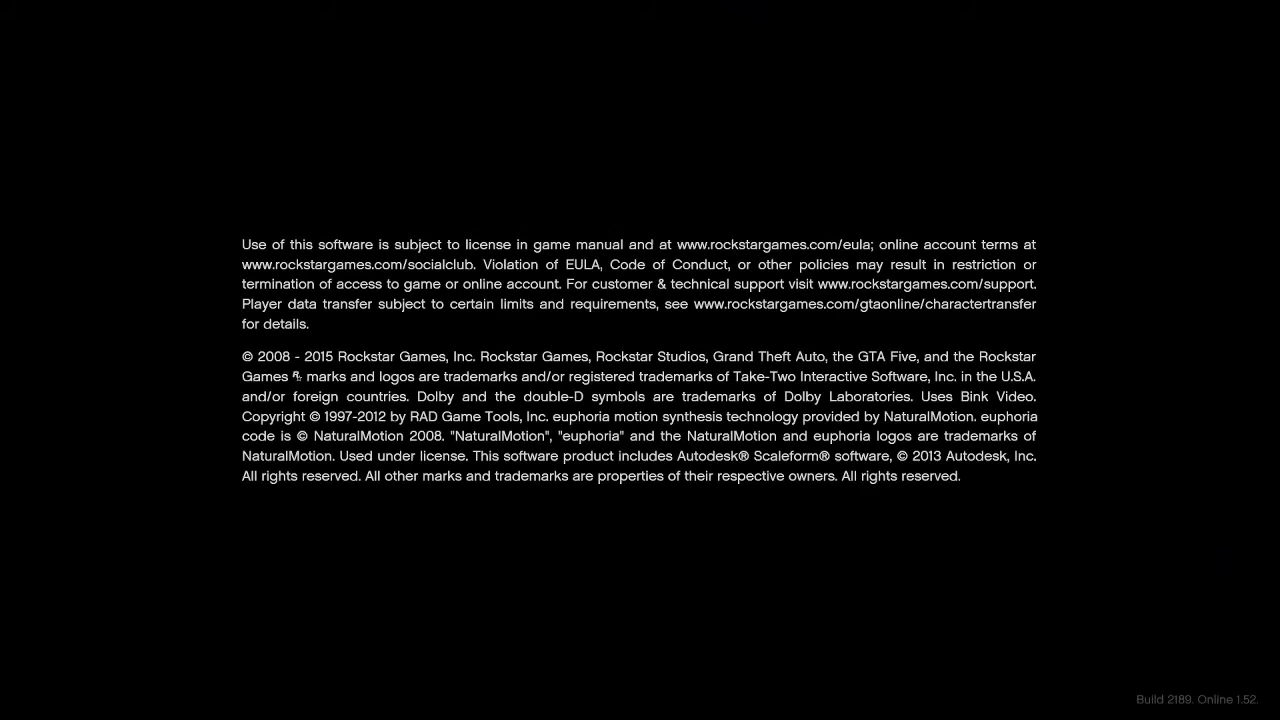 Use of this software is subject to license in game manual and at www.rockstargames.com/eula; online account terms at
www.rockstargames.com/socialclub. Violation of EULA, Code of Conduct, or other policies may result in restriction or
termination of access to game or online account. For customer & technical support visit www.rockstargames.com/support.
Player data transfer subject to certain limits and requirements, see www.rockstargames.com/gtaonline/charactertransfer
for details.
© 2008 - 2015 Rockstar Games, Inc. Rockstar Games, Rockstar Studios, Grand Theft Auto, the GTA Five, and the Rockstar
Games R* marks and logos are trademarks and/or registered trademarks of Take-Two Interactive Software, Inc. in the U.S.A.
and/or foreign countries. Dolby and the double-D symbols are trademarks of Dolby Laboratories. Uses Bink Video.
Copyright © 1997-2012 by RAD Game Tools, Inc. euphoria motion synthesis technology provided by NaturalMotion. euphoria
code is © NaturalMotion 2008. "NaturalMotion", "euphoria" and the NaturalMotion and euphoria logos are trademarks of
NaturalMotion. Used under license. This software product includes Autodesk® Scaleform® software, © 2013 Autodesk, Inc.
All rights reserved. All other marks and trademarks are properties of their respective owners. All rights reserved.
Build 2189. Online 1.52.